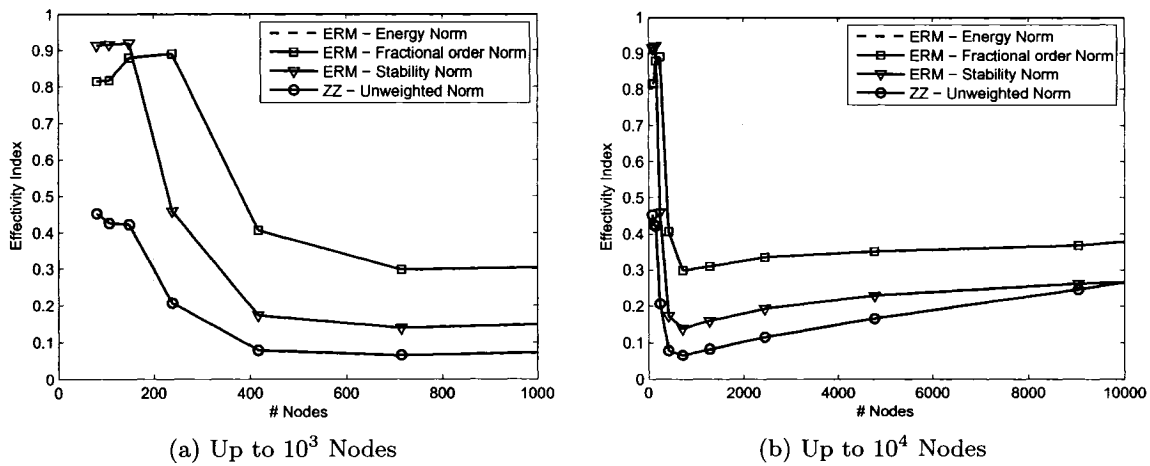 1
0.9
0.8
0.7
0.6
0.5
0.4
0.3
0.2
0.1
0
Effectivity Index
ERM – Energy Norm
ERM – Fractional order Norm
ERM – Stability Norm
ZZ – Unweighted Norm
0 200 400 600 800 1000
# Nodes
(a) Up to 10³ Nodes
1
0.9
0.8
0.7
0.6
0.5
0.4
0.3
0.2
0.1
0
Effectivity Index
ERM – Energy Norm
ERM – Fractional order Norm
ERM – Stability Norm
ZZ – Unweighted Norm
0 2000 4000 6000 8000 10000
# Nodes
(b) Up to 10⁴ Nodes